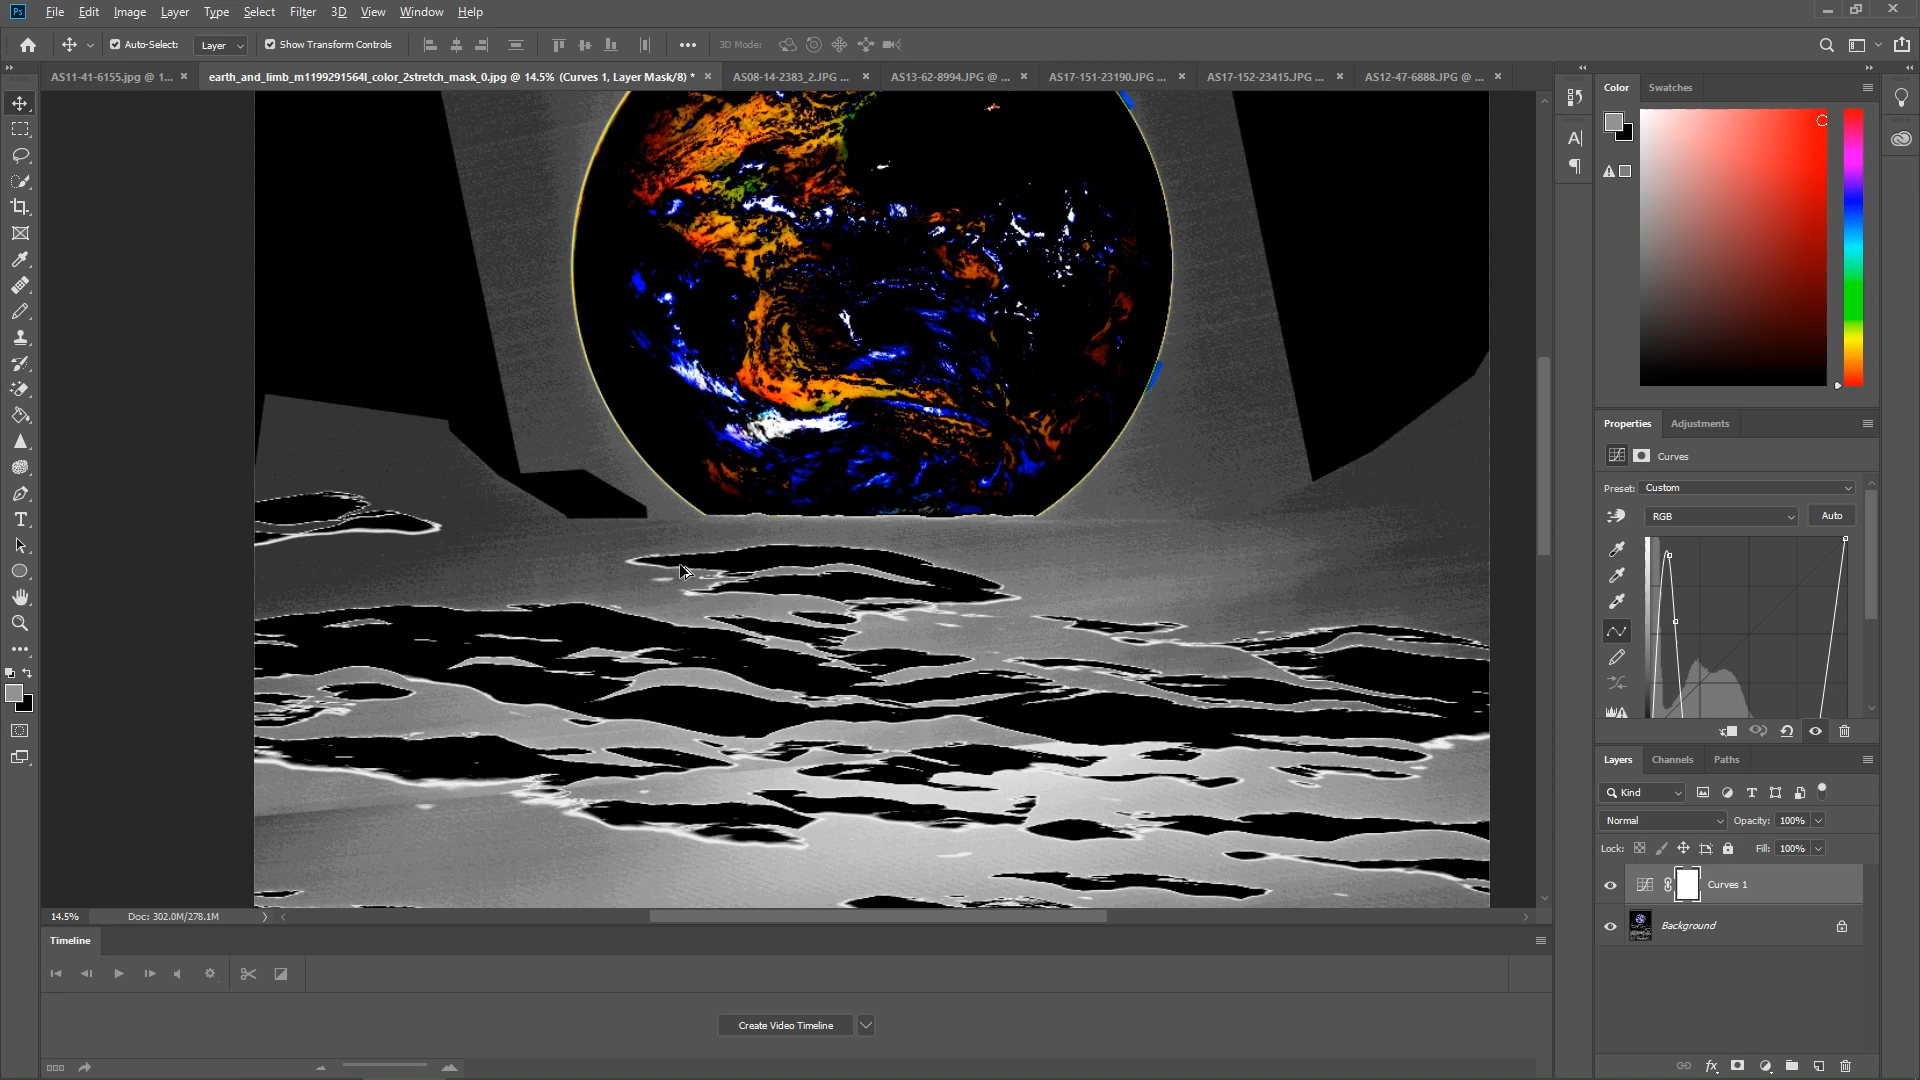 Ps File Edit Image Layer Type Select Filter 3D View Window Help
Auto-Select: Layer Show Transform Controls 3D Mode:
AS11-41-6155.jpg @ 1... × earth_and_limb_m1199291564l_color_2stretch_mask_0.jpg @ 14.5% (Curves 1, Layer Mask/8) * × AS08-14-2383_2.JPG ... × AS13-62-8994.JPG @ ... × AS17-151-23190.JPG ... × AS17-152-23415.JPG ... × AS12-47-6888.JPG @ ... ×
Color Swatches
Properties Adjustments
Curves
Preset: Custom
RGB Auto
Layers Channels Paths
Kind
Normal Opacity: 100%
Lock: Fill: 100%
Curves 1
Background
14.5% Doc: 302.0M/278.1M
Timeline
Create Video Timeline